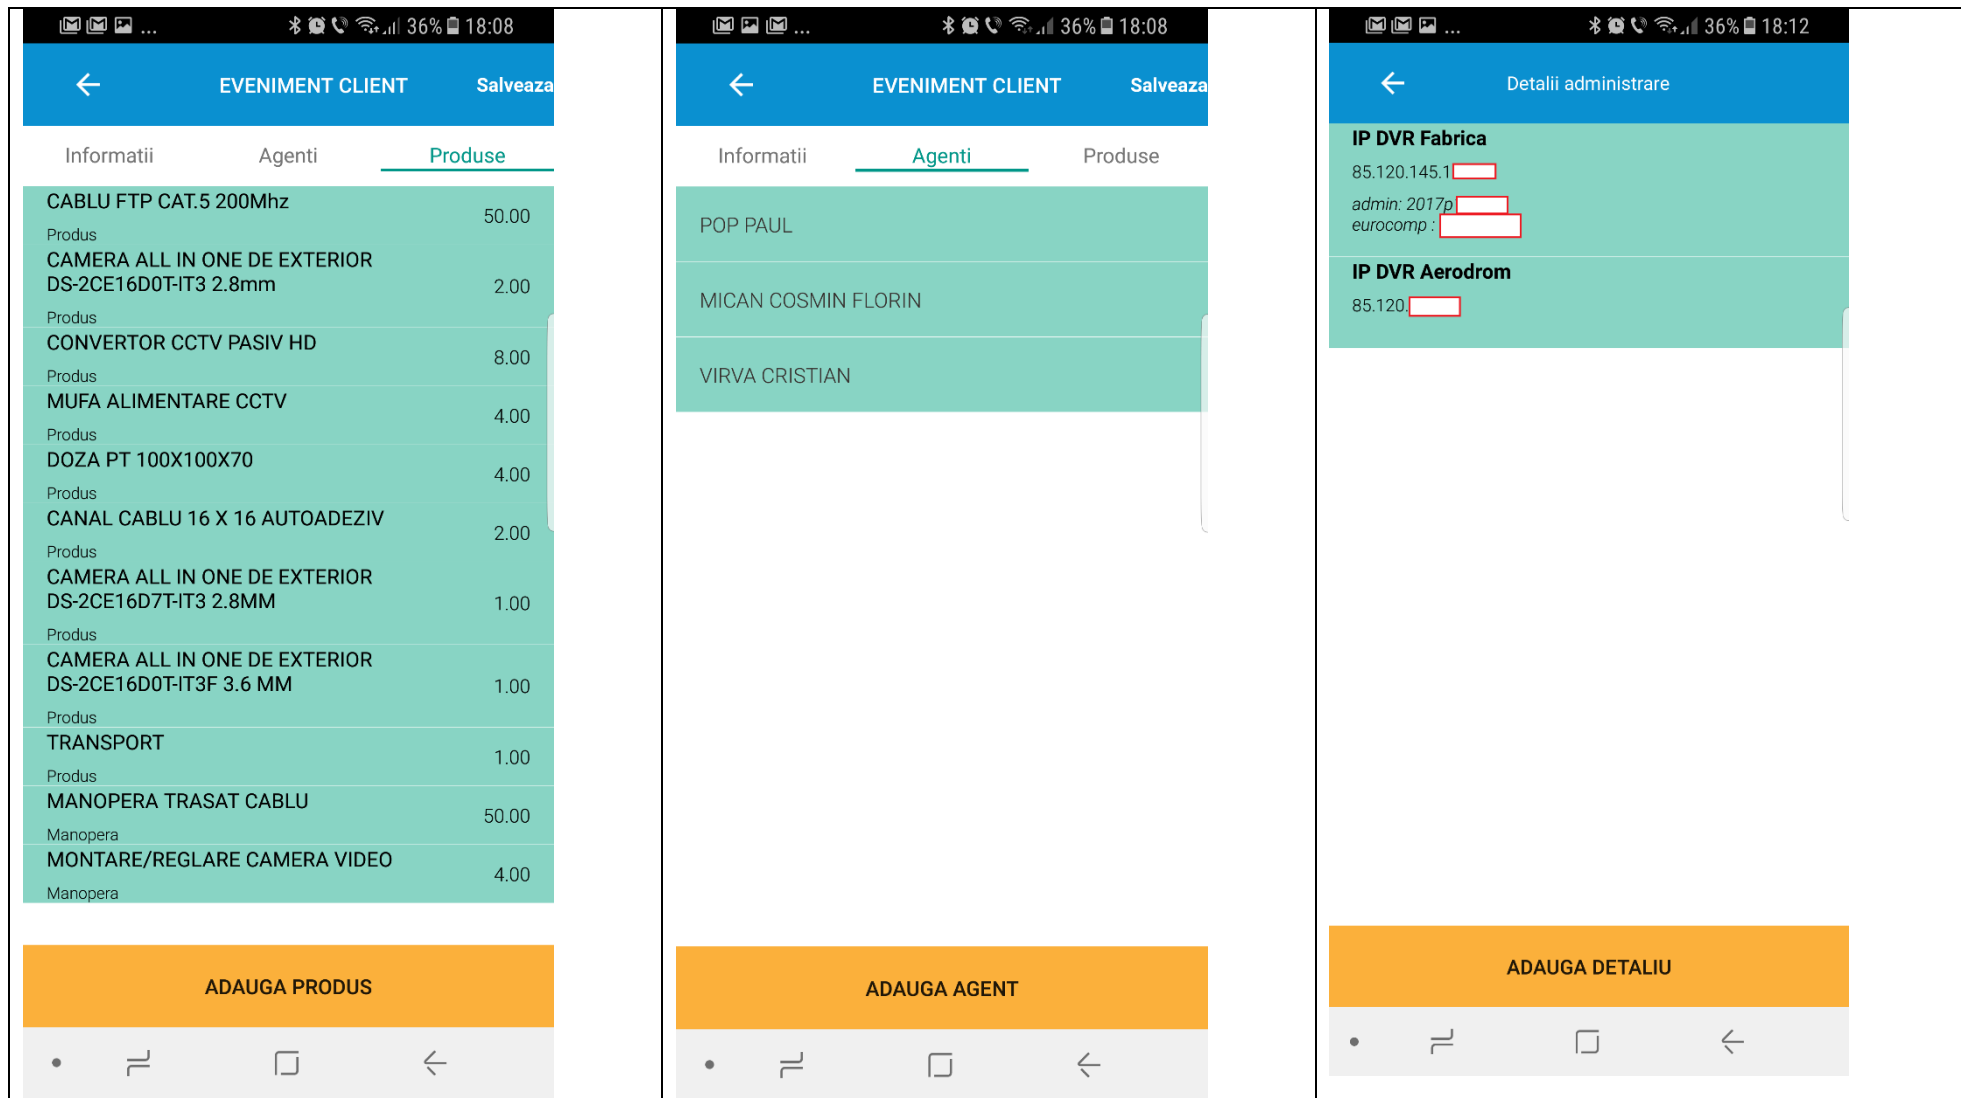 ... 36% 18:08
EVENIMENT CLIENT Salveaza
Informatii Agenti Produse
CABLU FTP CAT.5 200Mhz
50.00
Produs
CAMERA ALL IN ONE DE EXTERIOR
DS-2CE16D0T-IT3 2.8mm
2.00
Produs
CONVERTOR CCTV PASIV HD
8.00
Produs
MUFA ALIMENTARE CCTV
4.00
Produs
DOZA PT 100X100X70
4.00
Produs
CANAL CABLU 16 X 16 AUTOADEZIV
2.00
Produs
CAMERA ALL IN ONE DE EXTERIOR
DS-2CE16D7T-IT3 2.8MM
1.00
Produs
CAMERA ALL IN ONE DE EXTERIOR
DS-2CE16D0T-IT3F 3.6 MM
1.00
Produs
TRANSPORT
1.00
Produs
MANOPERA TRASAT CABLU
50.00
Manopera
MONTARE/REGLARE CAMERA VIDEO
4.00
Manopera
ADAUGA PRODUS
... 36% 18:08
EVENIMENT CLIENT Salveaza
Informatii Agenti Produse
POP PAUL
MICAN COSMIN FLORIN
VIRVA CRISTIAN
ADAUGA AGENT
... 36% 18:12
Detalii administrare
IP DVR Fabrica
85.120.145.1
admin: 2017p
eurocomp :
IP DVR Aerodrom
85.120.
ADAUGA DETALIU